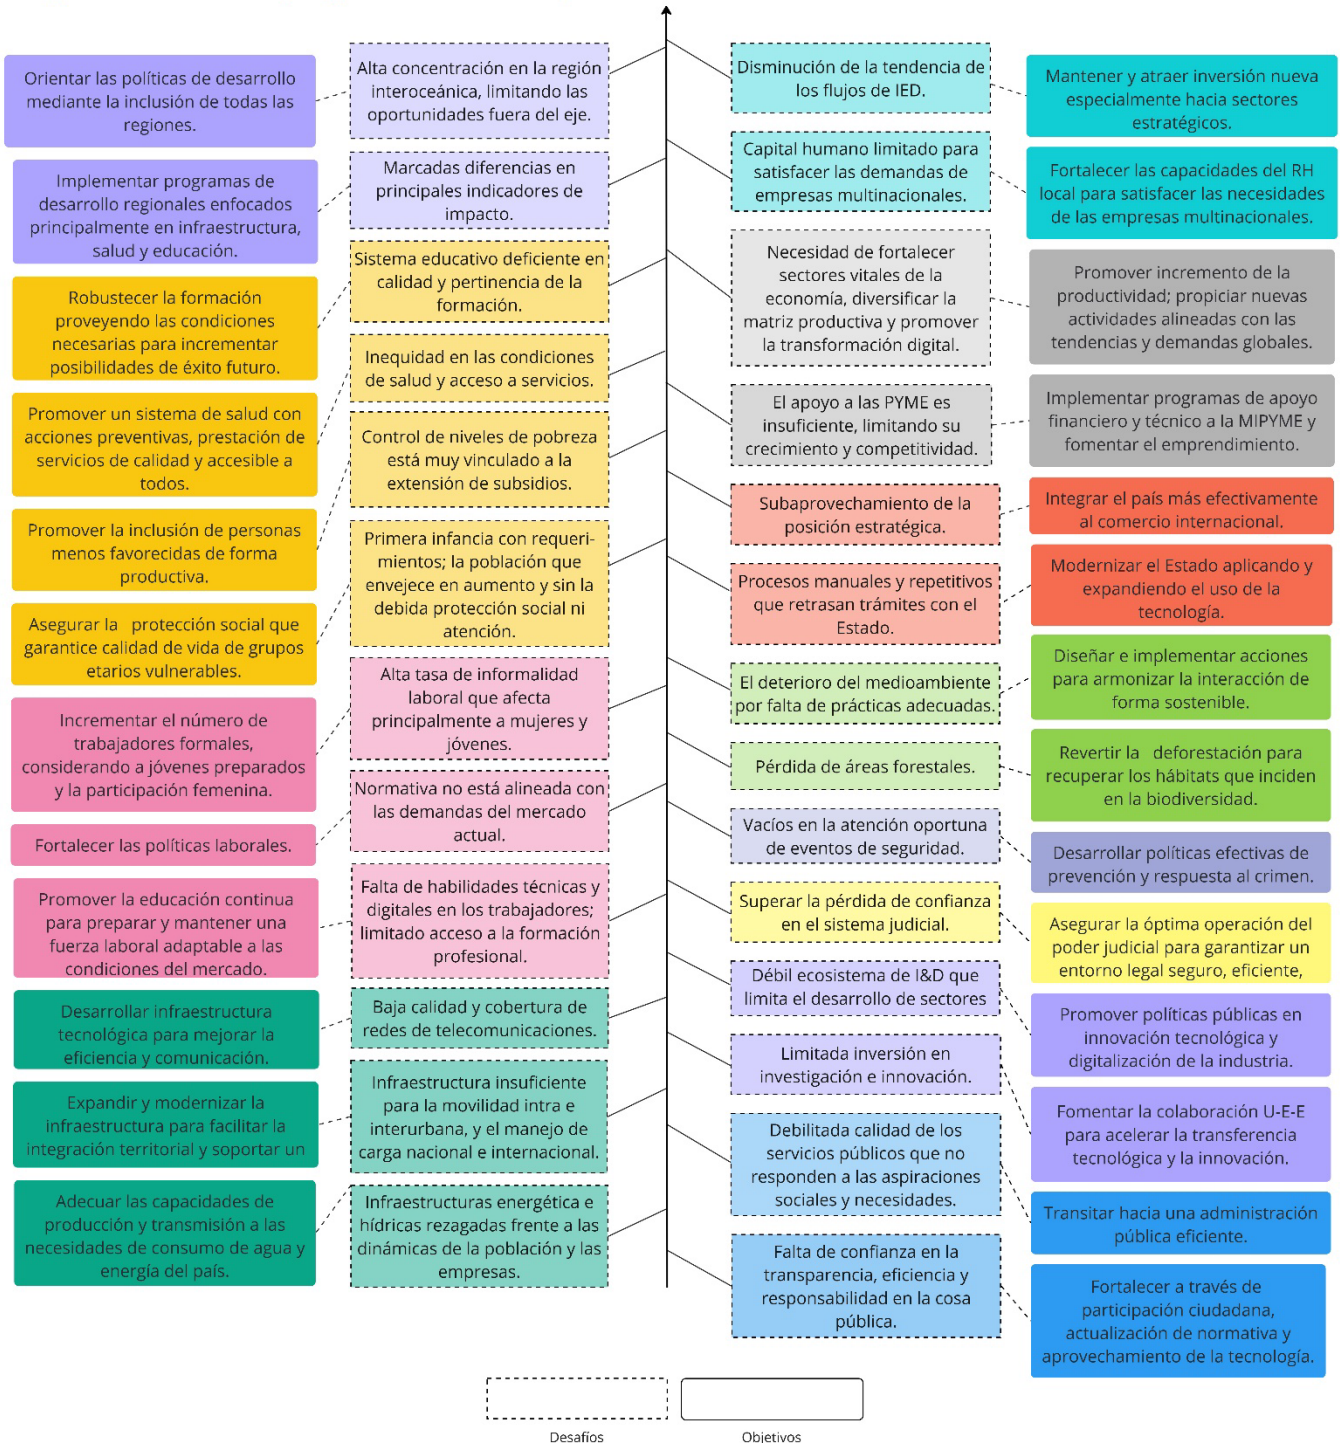 Orientar las políticas de desarrollo
mediante la inclusión de todas las
regiones.
Implementar programas de
desarrollo regionales enfocados
principalmente en infraestructura,
salud y educación.
Robustecer la formación
proveyendo las condiciones
necesarias para incrementar
posibilidades de éxito futuro.
Promover un sistema de salud con
acciones preventivas, prestación de
servicios de calidad y accesible a
todos.
Promover la inclusión de personas
menos favorecidas de forma
productiva.
Asegurar la protección social que
garantice calidad de vida de grupos
etarios vulnerables.
Incrementar el número de
trabajadores formales,
considerando a jóvenes preparados
y la participación femenina.
Fortalecer las políticas laborales.
Promover la educación continua
para preparar y mantener una
fuerza laboral adaptable a las
condiciones del mercado.
Desarrollar infraestructura
tecnológica para mejorar la
eficiencia y comunicación.
Expandir y modernizar la
infraestructura para facilitar la
integración territorial y soportar un
Adecuar las capacidades de
producción y transmisión a las
necesidades de consumo de agua y
energía del país.
Alta concentración en la región
interoceánica, limitando las
oportunidades fuera del eje.
Marcadas diferencias en
principales indicadores de
impacto.
Sistema educativo deficiente en
calidad y pertinencia de la
formación.
Inequidad en las condiciones
de salud y acceso a servicios.
Control de niveles de pobreza
está muy vinculado a la
extensión de subsidios.
Primera infancia con requeri-
mientos; la población que
envejece en aumento y sin la
debida protección social ni
atención.
Alta tasa de informalidad
laboral que afecta
principalmente a mujeres y
jóvenes.
Normativa no está alineada con
las demandas del mercado
actual.
Falta de habilidades técnicas y
digitales en los trabajadores;
limitado acceso a la formación
profesional.
Baja calidad y cobertura de
redes de telecomunicaciones.
Infraestructura insuficiente
para la movilidad intra e
interurbana, y el manejo de
carga nacional e internacional.
Infraestructuras energética e
hídricas rezagadas frente a las
dinámicas de la población y las
empresas.
Disminución de la tendencia de
los flujos de IED.
Capital humano limitado para
satisfacer las demandas de
empresas multinacionales.
Necesidad de fortalecer
sectores vitales de la
economía, diversificar la
matriz productiva y promover
la transformación digital.
El apoyo a las PYME es
insuficiente, limitando su
crecimiento y competitividad.
Subaprovechamiento de la
posición estratégica.
Procesos manuales y repetitivos
que retrasan trámites con el
Estado.
El deterioro del medioambiente
por falta de prácticas adecuadas.
Pérdida de áreas forestales.
Vacíos en la atención oportuna
de eventos de seguridad.
Superar la pérdida de confianza
en el sistema judicial.
Débil ecosistema de I&D que
limita el desarrollo de sectores
Limitada inversión en
investigación e innovación.
Debilitada calidad de los
servicios públicos que no
responden a las aspiraciones
sociales y necesidades.
Falta de confianza en la
transparencia, eficiencia y
responsabilidad en la cosa
pública.
Mantener y atraer inversión nueva
especialmente hacia sectores
estratégicos.
Fortalecer las capacidades del RH
local para satisfacer las necesidades
de las empresas multinacionales.
Promover incremento de la
productividad; propiciar nuevas
actividades alineadas con las
tendencias y demandas globales.
Implementar programas de apoyo
financiero y técnico a la MIPYME y
fomentar el emprendimiento.
Integrar el país más efectivamente
al comercio internacional.
Modernizar el Estado aplicando y
expandiendo el uso de la
tecnología.
Diseñar e implementar acciones
para armonizar la interacción de
forma sostenible.
Revertir la deforestación para
recuperar los hábitats que inciden
en la biodiversidad.
Desarrollar políticas efectivas de
prevención y respuesta al crimen.
Asegurar la óptima operación del
poder judicial para garantizar un
entorno legal seguro, eficiente,
Promover políticas públicas en
innovación tecnológica y
digitalización de la industria.
Fomentar la colaboración U-E-E
para acelerar la transferencia
tecnológica y la innovación.
Transitar hacia una administración
pública eficiente.
Fortalecer a través de
participación ciudadana,
actualización de normativa y
aprovechamiento de la tecnología.
Desafíos
Objetivos